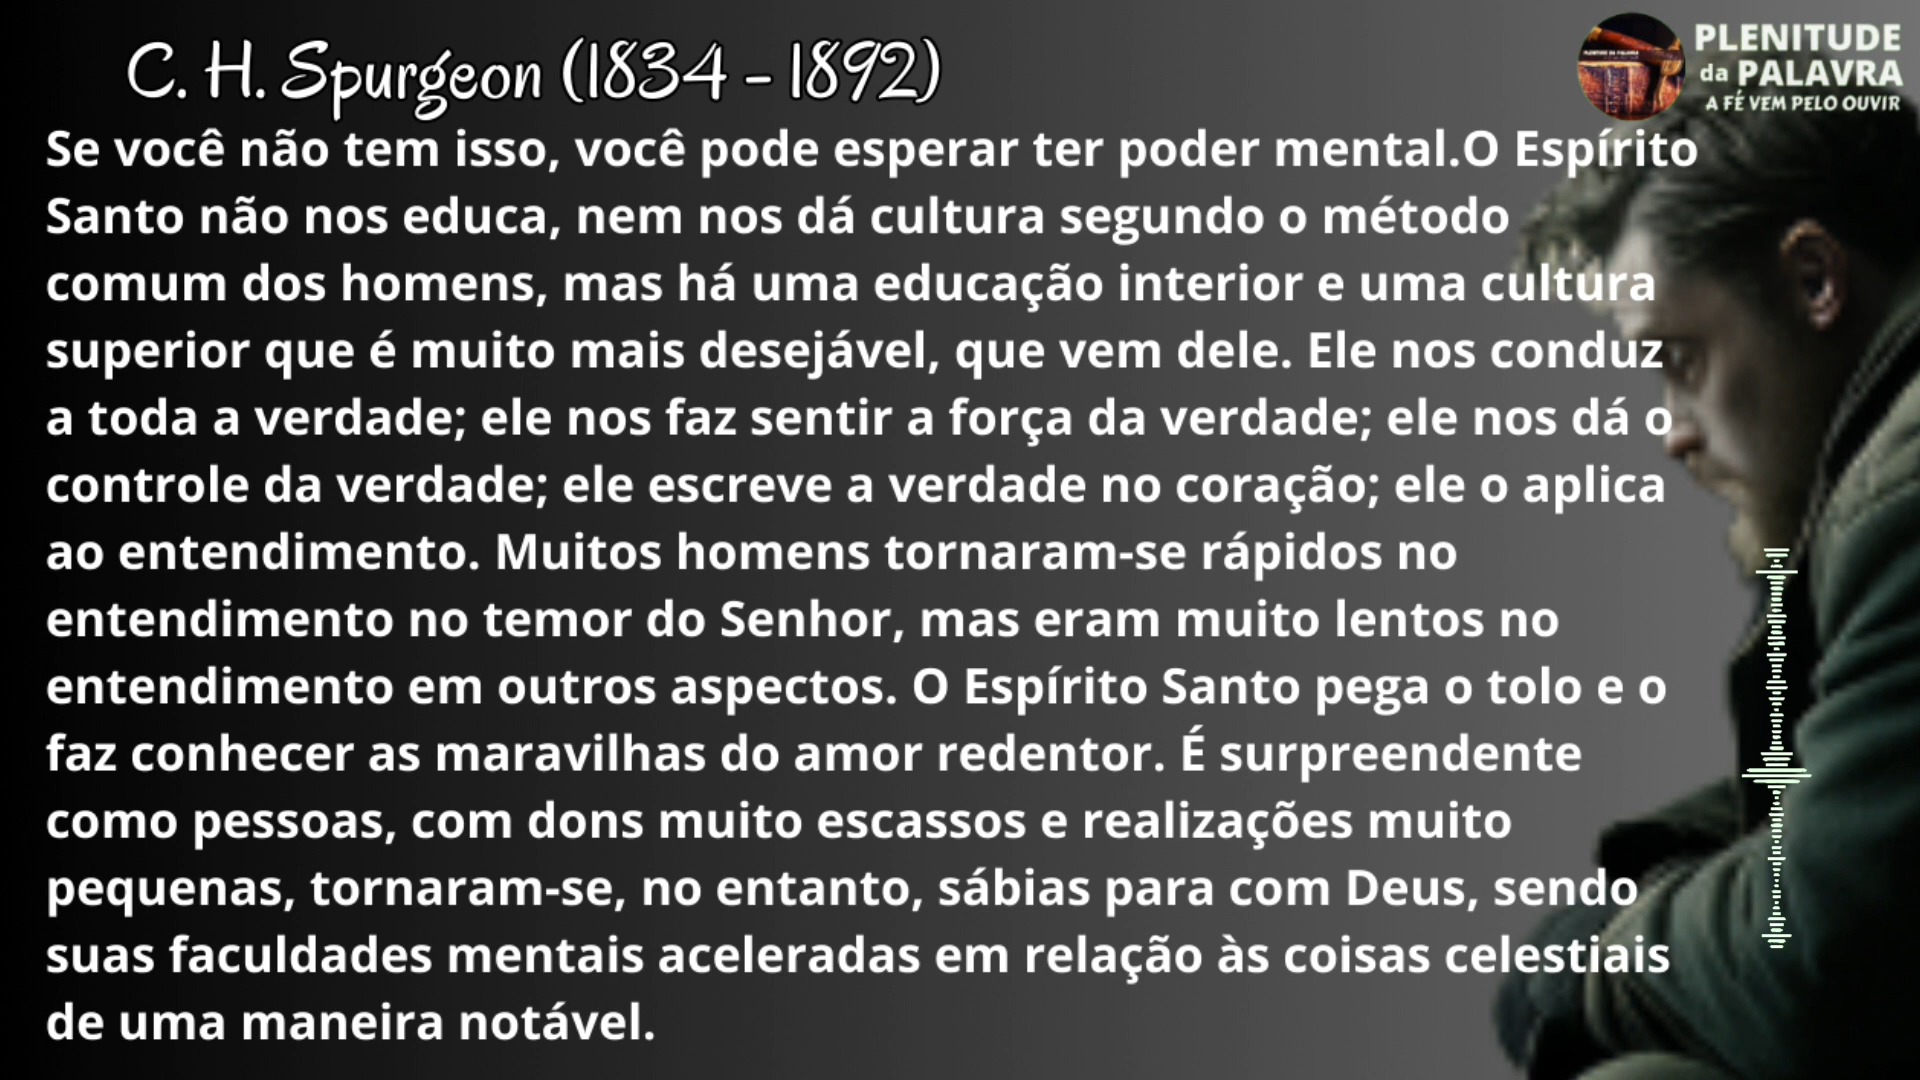 C. H. Spurgeon (1834 - 1892)
PLENITUDE
da PALAVRA
A FÉ VEM PELO OUVIR
Se você não tem isso, você pode esperar ter poder mental.O Espírito
Santo não nos educa, nem nos dá cultura segundo o método
comum dos homens, mas há uma educação interior e uma cultura
superior que é muito mais desejável, que vem dele. Ele nos conduz
a toda a verdade; ele nos faz sentir a força da verdade; ele nos dá o
controle da verdade; ele escreve a verdade no coração; ele o aplica
ao entendimento. Muitos homens tornaram-se rápidos no
entendimento no temor do Senhor, mas eram muito lentos no
entendimento em outros aspectos. O Espírito Santo pega o tolo e o
faz conhecer as maravilhas do amor redentor. É surpreendente
como pessoas, com dons muito escassos e realizações muito
pequenas, tornaram-se, no entanto, sábias para com Deus, sendo
suas faculdades mentais aceleradas em relação às coisas celestiais
de uma maneira notável.